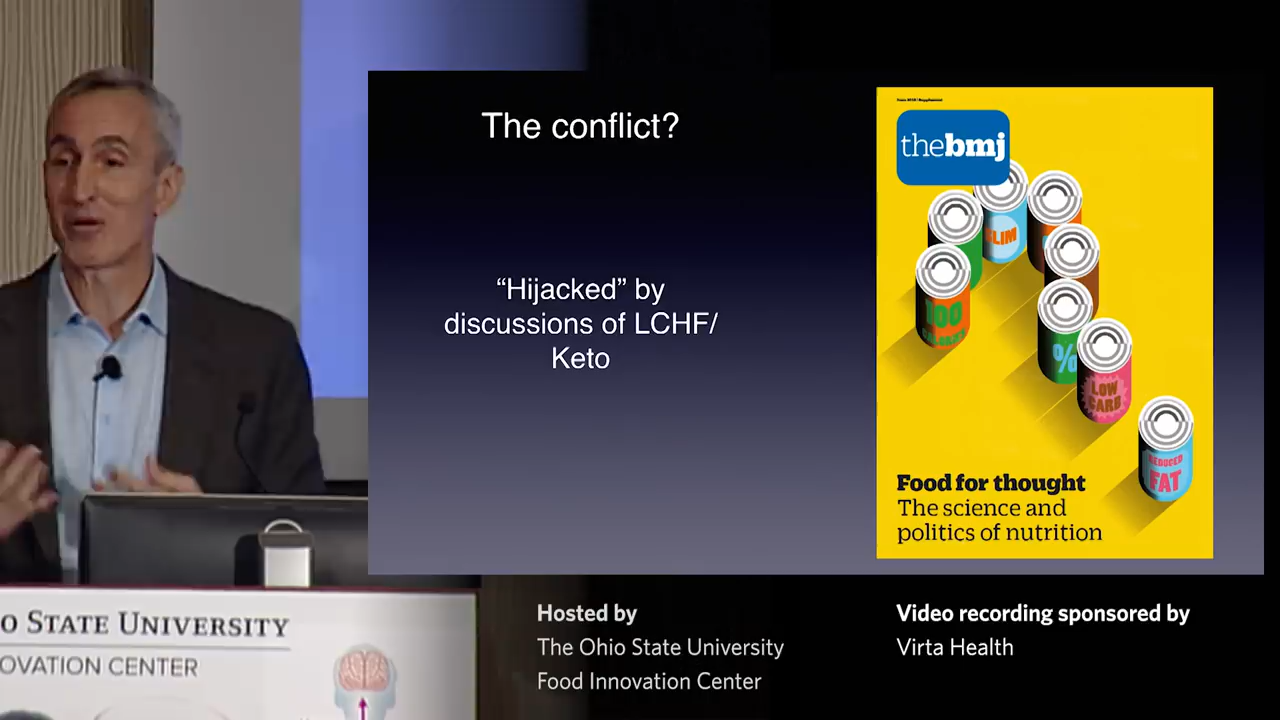 The conflict?
“Hijacked” by
discussions of LCHF/
Keto
thebmj
SLIM
100
%
LOW
CARB
REDUCED
FAT
Food for thought
The science and
politics of nutrition
O STATE UNIVERSITY
OVATION CENTER
Hosted by
The Ohio State University
Food Innovation Center
Video recording sponsored by
Virta Health